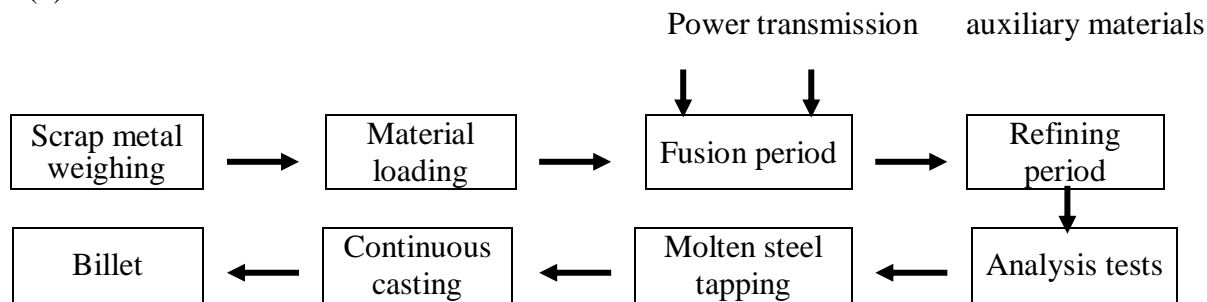 Power transmission auxiliary materials
Scrap metal
weighing
Material
loading
Fusion period
Refining
period
Billet
Continuous
casting
Molten steel
tapping
Analysis tests